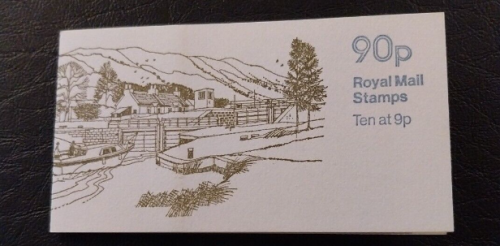 90p
Royal Mail
Stamps
Ten at 9p